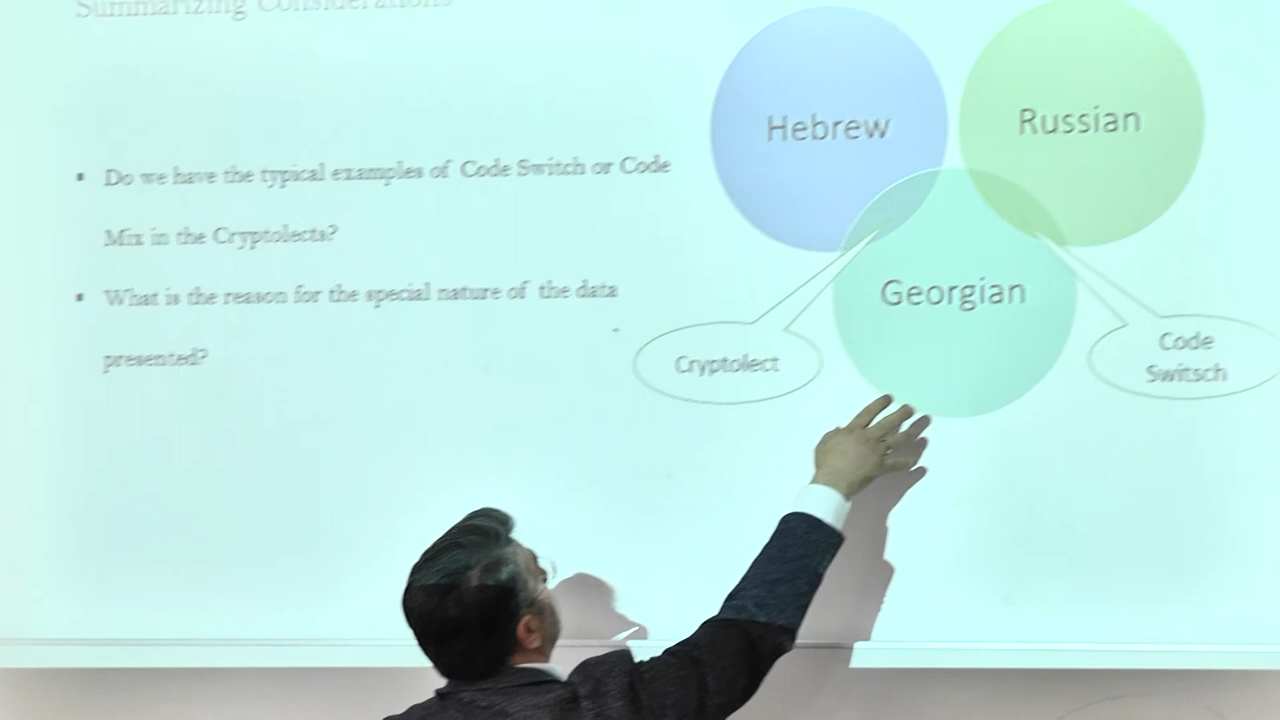 Summarizing Considerations
▪ Do we have the typical examples of Code Switch or Code
Mix in the Cryptolects?
▪ What is the reason for the special nature of the data
presented?
Hebrew
Russian
Georgian
Cryptolect
Code
Switsch